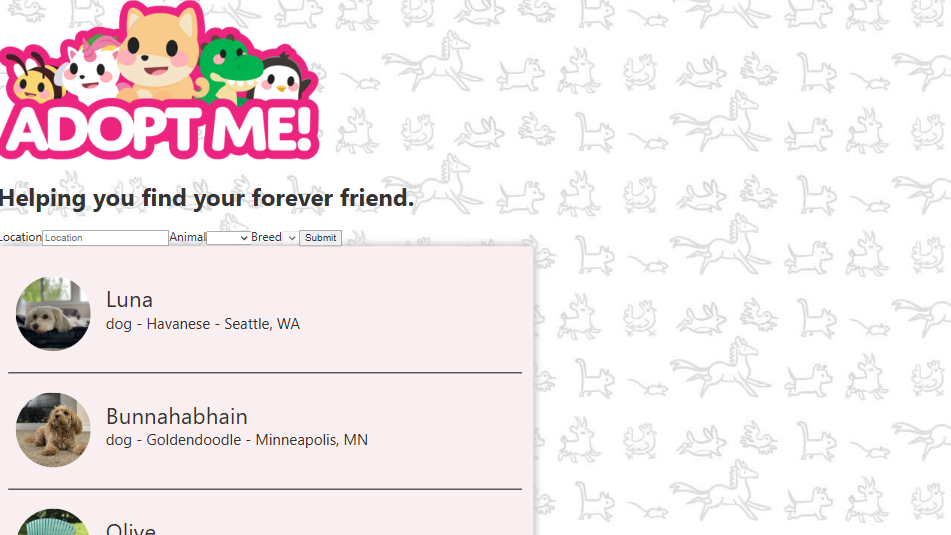 ADOPT ME!
Helping you find your forever friend.
Location Location Animal Breed Submit
Luna
dog - Havanese - Seattle, WA
Bunnahabhain
dog - Goldendoodle - Minneapolis, MN
Olive